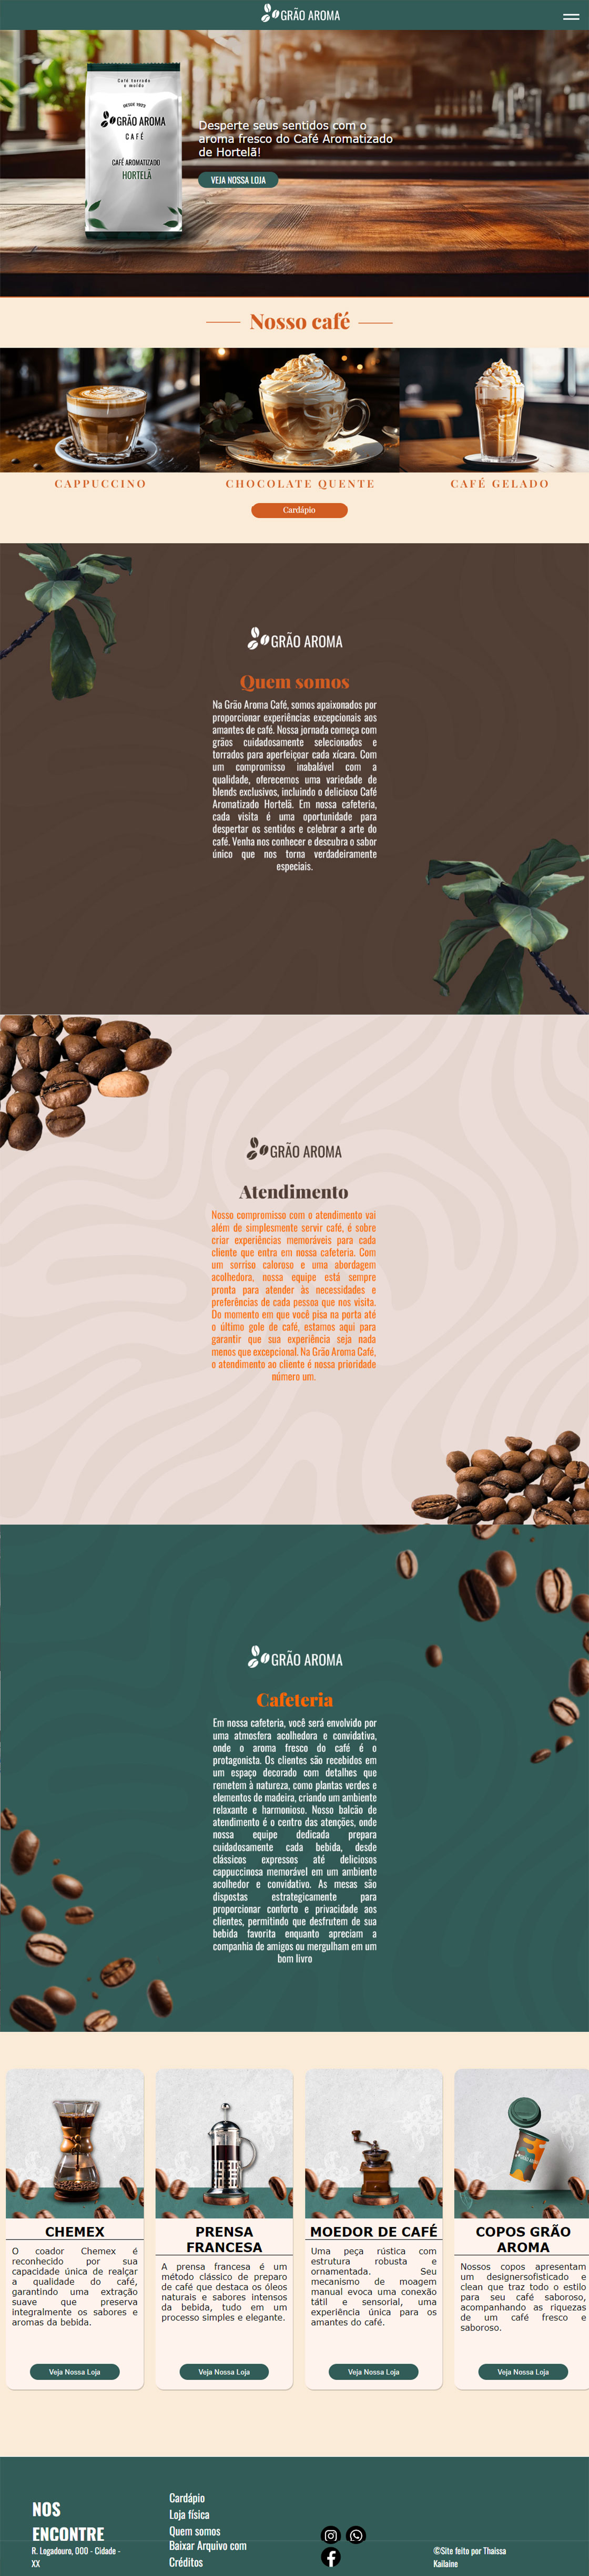 GRÃO AROMA
Café torrado
e moído
DESDE 1923
GRÃO AROMA
CAFÉ
CAFÉ AROMATIZADO
HORTELÃ
Desperte seus sentidos com o
aroma fresco do Café Aromatizado
de Hortelã!
VEJA NOSSA LOJA
Nosso café
CAPPUCCINO
CHOCOLATE QUENTE
CAFÉ GELADO
Cardápio
GRÃO AROMA
Quem somos
Na Grão Aroma Café, somos apaixonados por
proporcionar experiências excepcionais aos
amantes de café. Nossa jornada começa com
grãos cuidadosamente selecionados e
torrados para aperfeiçoar cada xícara. Com
um compromisso inabalável com a
qualidade, oferecemos uma variedade de
blends exclusivos, incluindo o delicioso Café
Aromatizado Hortelã. Em nossa cafeteria,
cada visita é uma oportunidade para
despertar os sentidos e celebrar a arte do
café. Venha nos conhecer e descubra o sabor
único que nos torna verdadeiramente
especiais.
GRÃO AROMA
Atendimento
Nosso compromisso com o atendimento vai
além de simplesmente servir café, é sobre
criar experiências memoráveis para cada
cliente que entra em nossa cafeteria. Com
um sorriso caloroso e uma abordagem
acolhedora, nossa equipe está sempre
pronta para atender às necessidades e
preferências de cada pessoa que nos visita.
Do momento em que você pisa na porta até
o último gole de café, estamos aqui para
garantir que sua experiência seja nada
menos que excepcional. Na Grão Aroma Café,
o atendimento ao cliente é nossa prioridade
número um.
GRÃO AROMA
Cafeteria
Em nossa cafeteria, você será envolvido por
uma atmosfera acolhedora e convidativa,
onde o aroma fresco do café é o
protagonista. Os clientes são recebidos em
um espaço decorado com detalhes que
remetem à natureza, como plantas verdes e
elementos de madeira, criando um ambiente
relaxante e harmonioso. Nosso balcão de
atendimento é o centro das atenções, onde
nossa equipe dedicada prepara
cuidadosamente cada bebida, desde
clássicos expressos até deliciosos
cappuccinosa memorável em um ambiente
acolhedor e convidativo. As mesas são
dispostas estrategicamente para
proporcionar conforto e privacidade aos
clientes, permitindo que desfrutem de sua
bebida favorita enquanto apreciam a
companhia de amigos ou mergulham em um
bom livro
CHEMEX
O coador Chemex é
reconhecido por sua
capacidade única de realçar
a qualidade do café,
garantindo uma extração
suave que preserva
integralmente os sabores e
aromas da bebida.
Veja Nossa Loja
PRENSA
FRANCESA
A prensa francesa é um
método clássico de preparo
de café que destaca os óleos
naturais e sabores intensos
da bebida, tudo em um
processo simples e elegante.
Veja Nossa Loja
MOEDOR DE CAFÉ
Uma peça rústica com
estrutura robusta e
ornamentada. Seu
mecanismo de moagem
manual evoca uma conexão
tátil e sensorial, uma
experiência única para os
amantes do café.
Veja Nossa Loja
GRÃO AROMA
COPOS GRÃO
AROMA
Nossos copos apresentam
um designersofisticado e
clean que traz todo o estilo
para seu café saboroso,
acompanhando as riquezas
de um café fresco e
saboroso.
Veja Nossa Loja
NOS
ENCONTRE
R. Logadouro, 000 - Cidade -
XX
Cardápio
Loja física
Quem somos
Baixar Arquivo com
Créditos
©Site feito por Thaissa
Kailaine